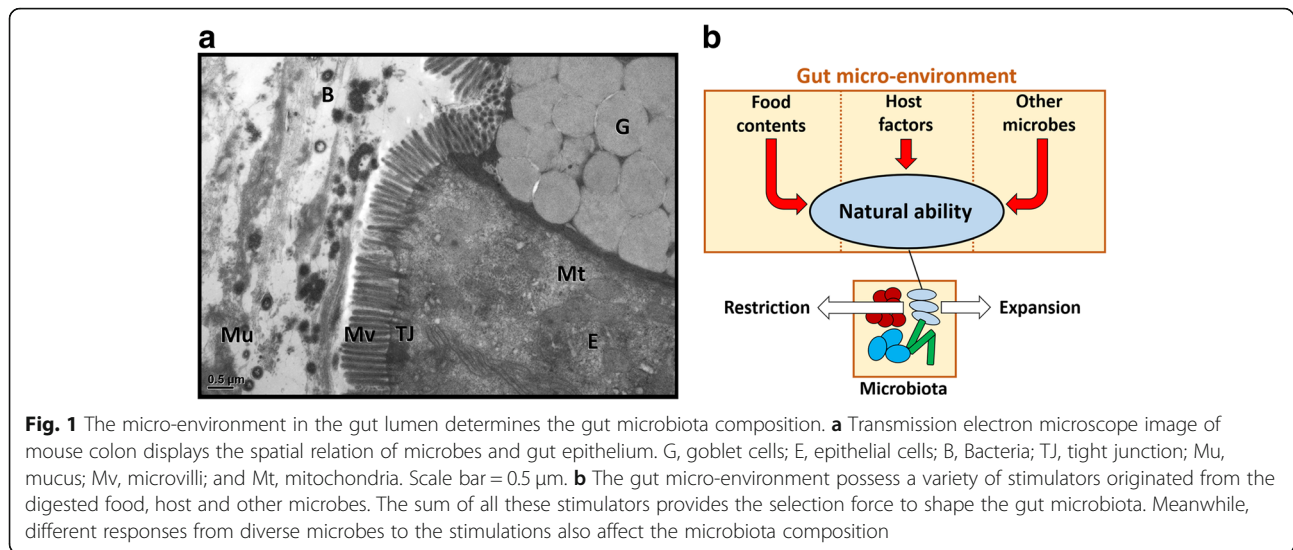 a
B
G
Mt
Mu
Mv
TJ
E
0.5 µm
b
Gut micro-environment
Food
contents
Host
factors
Other
microbes
Natural ability
Restriction
Expansion
Microbiota
Fig. 1 The micro-environment in the gut lumen determines the gut microbiota composition. a Transmission electron microscope image of
mouse colon displays the spatial relation of microbes and gut epithelium. G, goblet cells; E, epithelial cells; B, Bacteria; TJ, tight junction; Mu,
mucus; Mv, microvilli; and Mt, mitochondria. Scale bar = 0.5 μm. b The gut micro-environment possess a variety of stimulators originated from the
digested food, host and other microbes. The sum of all these stimulators provides the selection force to shape the gut microbiota. Meanwhile,
different responses from diverse microbes to the stimulations also affect the microbiota composition